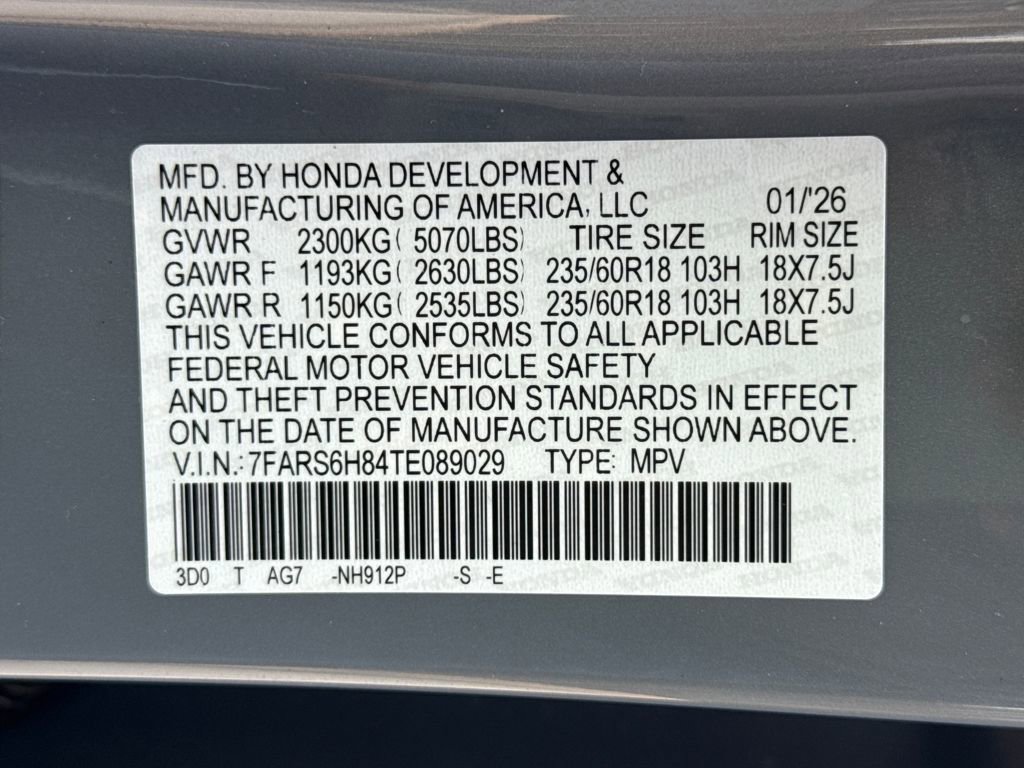 MFD. BY HONDA DEVELOPMENT &
MANUFACTURING OF AMERICA, LLC 01/'26
GVWR 2300KG( 5070LBS) TIRE SIZE RIM SIZE
GAWR F 1193KG( 2630LBS) 235/60R18 103H 18X7.5J
GAWR R 1150KG( 2535LBS) 235/60R18 103H 18X7.5J
THIS VEHICLE CONFORMS TO ALL APPLICABLE
FEDERAL MOTOR VEHICLE SAFETY
AND THEFT PREVENTION STANDARDS IN EFFECT
ON THE DATE OF MANUFACTURE SHOWN ABOVE.
V.I.N.:7FARS6H84TE089029 TYPE: MPV
3D0 T AG7 -NH912P -S -E